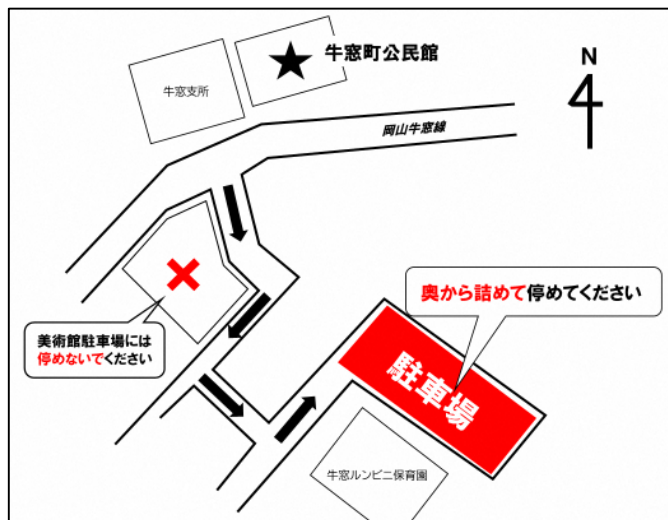 牛窓町公民館
牛窓支所
N
岡山牛窓線
奥から詰めて停めてください
美術館駐車場には
停めないでください
駐車場
牛窓ルンビニ保育園